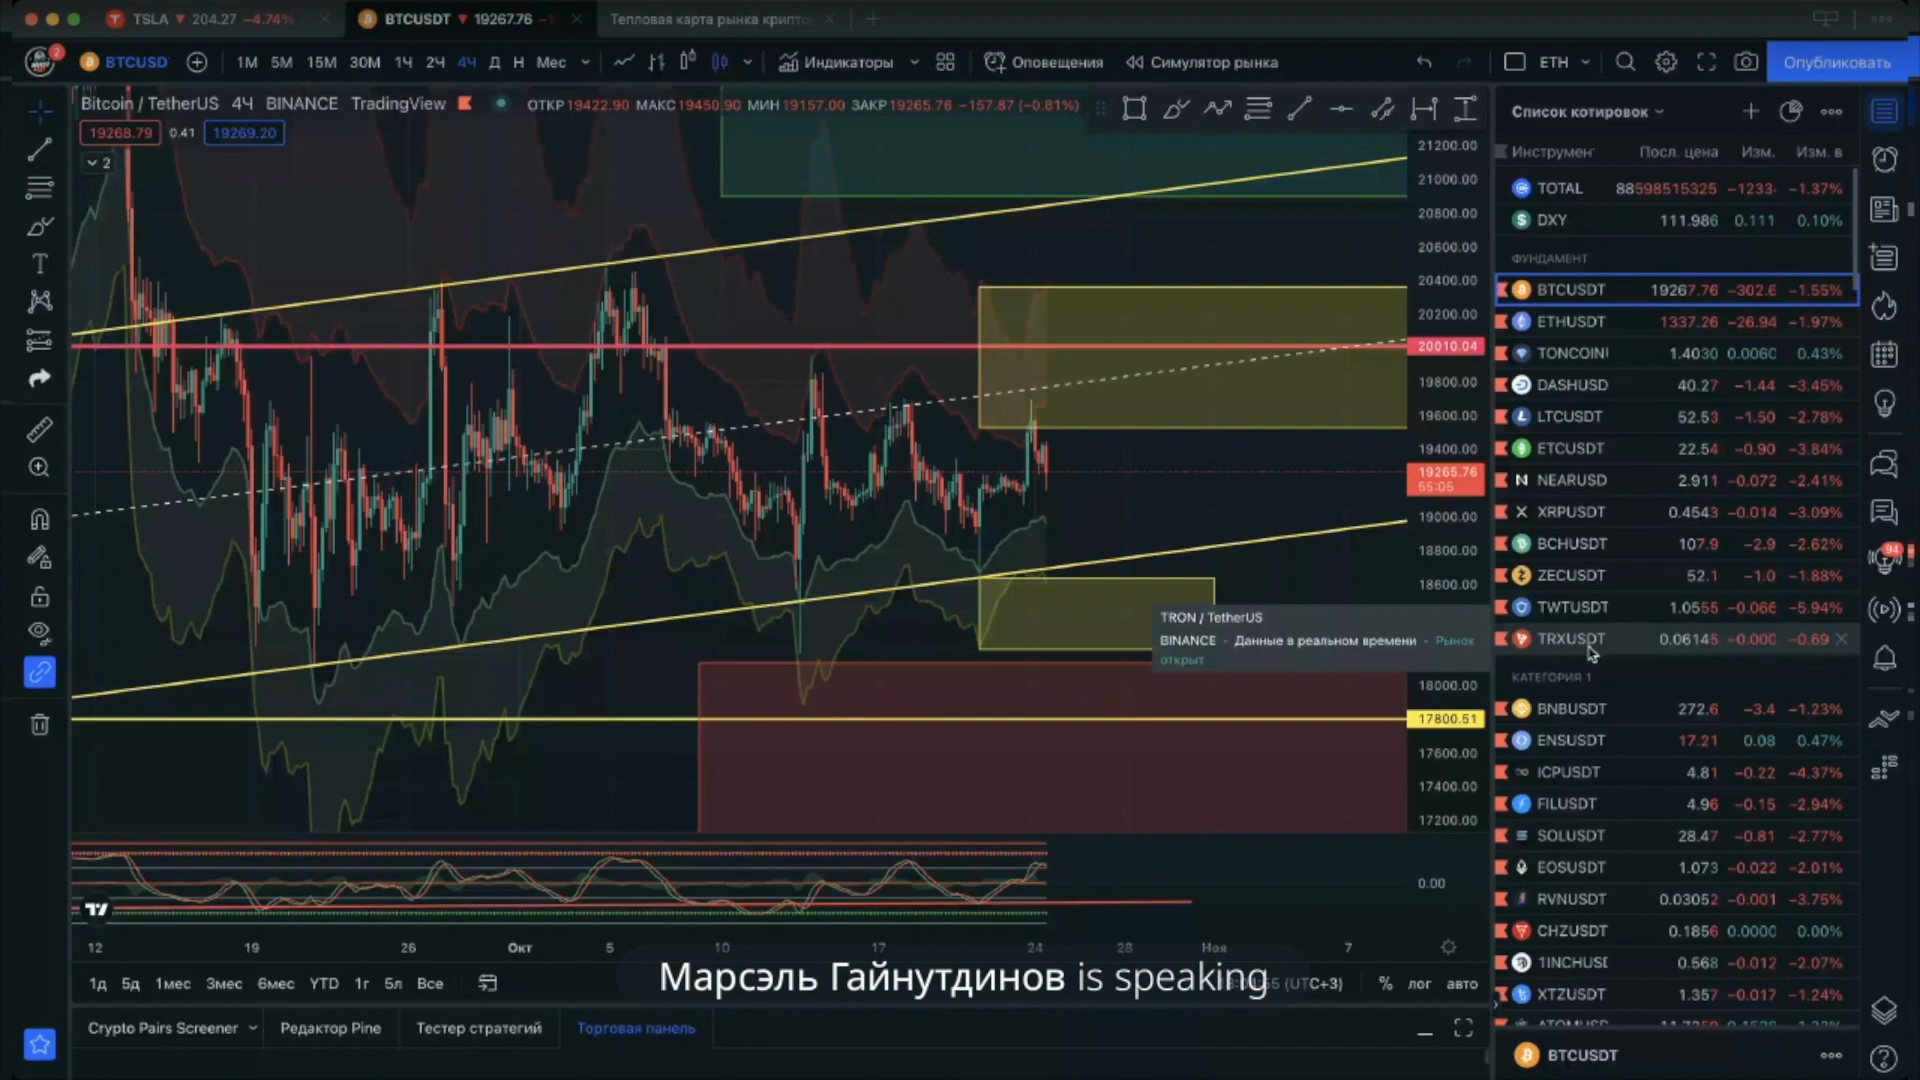 TSLA ▼ 204.27 −4.74%
BTCUSDT ▼ 19267.76
Тепловая карта рынка крипто
2
BTCUSD
1М 5М 15М 30М 1Ч 2Ч 4Ч Д Н Мес
Индикаторы
Оповещения
Симулятор рынка
ETH
Опубликовать
Bitcoin / TetherUS 4Ч BINANCE TradingView
ОТКР 19422.90 МАКС 19450.90 МИН 19157.00 ЗАКР 19265.76 −157.87 (−0.81%)
19268.79 0.41 19269.20
2
21200.00
21000.00
20800.00
20600.00
20400.00
20200.00
20010.04
19800.00
19600.00
19400.00
19265.76
55:05
19000.00
18800.00
18600.00
18000.00
17800.51
17600.00
17400.00
17200.00
0.00
TRON / TetherUS
BINANCE - Данные в реальном времени - Рынок
открыт
12 19 26 Окт 5 10 17 24 28 Ноя 7
1д 5д 1мес 3мес 6мес YTD 1г 5л Все
(UTC+3) % лог авто
Марсэль Гайнутдинов is speaking
Crypto Pairs Screener
Редактор Pine
Тестер стратегий
Торговая панель
Список котировок
Инструмент Посл. цена Изм. Изм. в
TOTAL 88598515325 −1233 −1.37%
DXY 111.986 0.111 0.10%
ФУНДАМЕНТ
BTCUSDT 19267.76 −302.6 −1.55%
ETHUSDT 1337.26 −26.94 −1.97%
TONCOIN 1.4030 0.0060 0.43%
DASHUSD 40.27 −1.44 −3.45%
LTCUSDT 52.53 −1.50 −2.78%
ETCUSDT 22.54 −0.90 −3.84%
NEARUSD 2.911 −0.072 −2.41%
XRPUSDT 0.4543 −0.014 −3.09%
BCHUSDT 107.9 −2.9 −2.62%
ZECUSDT 52.1 −1.0 −1.88%
TWTUSDT 1.0555 −0.066 −5.94%
TRXUSDT 0.06145 −0.000 −0.69
КАТЕГОРИЯ 1
BNBUSDT 272.6 −3.4 −1.23%
ENSUSDT 17.21 0.08 0.47%
ICPUSDT 4.81 −0.22 −4.37%
FILUSDT 4.96 −0.15 −2.94%
SOLUSDT 28.47 −0.81 −2.77%
EOSUSDT 1.073 −0.022 −2.01%
RVNUSDT 0.03052 −0.001 −3.75%
CHZUSDT 0.1856 0.0000 0.00%
1INCHUSD 0.568 −0.012 −2.07%
XTZUSDT 1.357 −0.017 −1.24%
BTCUSDT
94